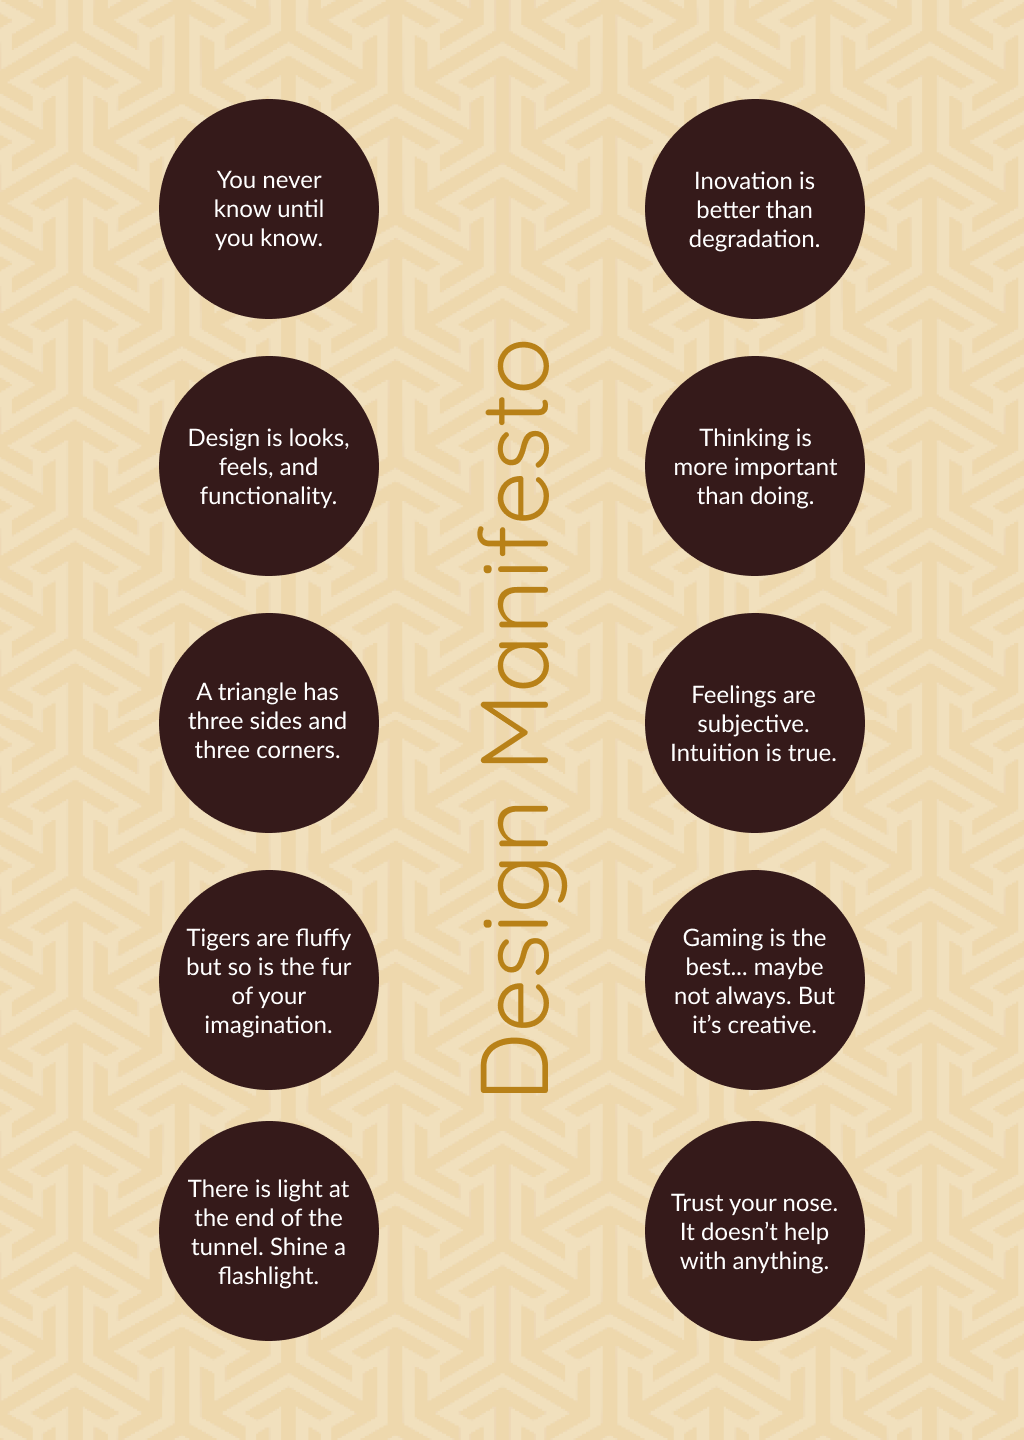 You never
know until
you know.
Design is looks,
feels, and
functionality.
A triangle has
three sides and
three corners.
Tigers are fluffy
but so is the fur
of your
imagination.
There is light at
the end of the
tunnel. Shine a
flashlight.
Design Manifesto
Inovation is
better than
degradation.
Thinking is
more important
than doing.
Feelings are
subjective.
Intuition is true.
Gaming is the
best... maybe
not always. But
it’s creative.
Trust your nose.
It doesn’t help
with anything.